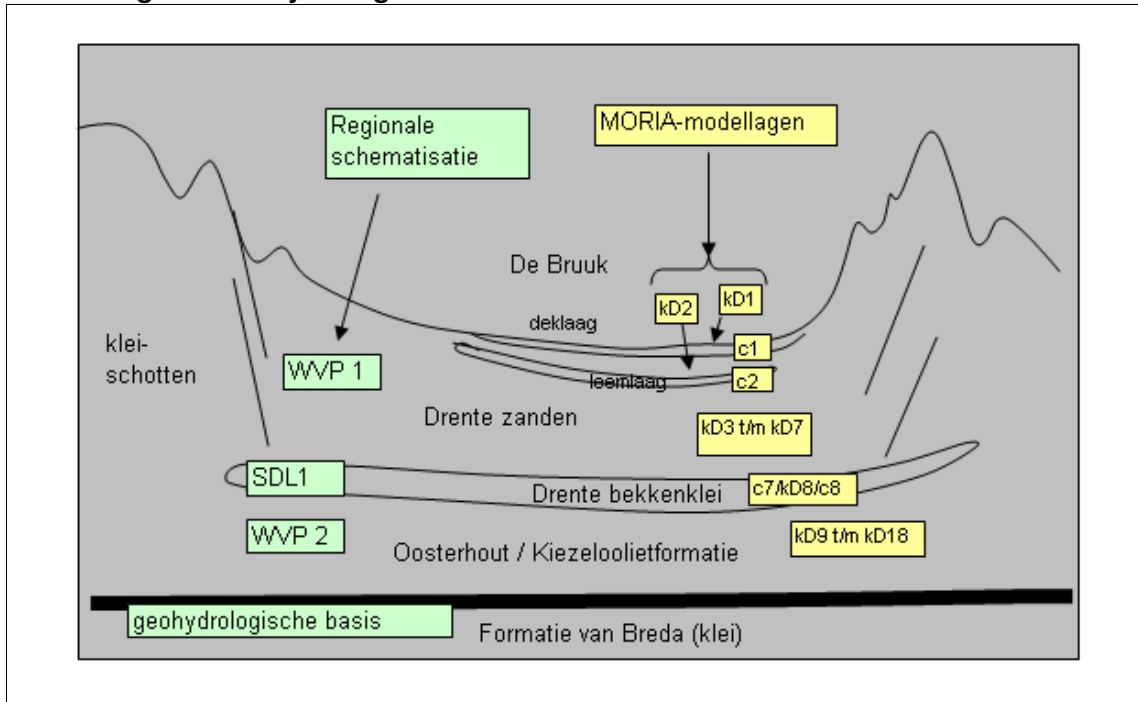 Regionale
schematisatie
MORIA-modellagen
De Bruuk
kD2
kD1
deklaag
c1
klei-
schotten
WVP 1
leemlaag
c2
Drente zanden
kD3 t/m kD7
SDL1
Drente bekkenklei
c7/kD8/c8
WVP 2
Oosterhout / Kiezeloolietformatie
kD9 t/m kD18
geohydrologische basis
Formatie van Breda (klei)